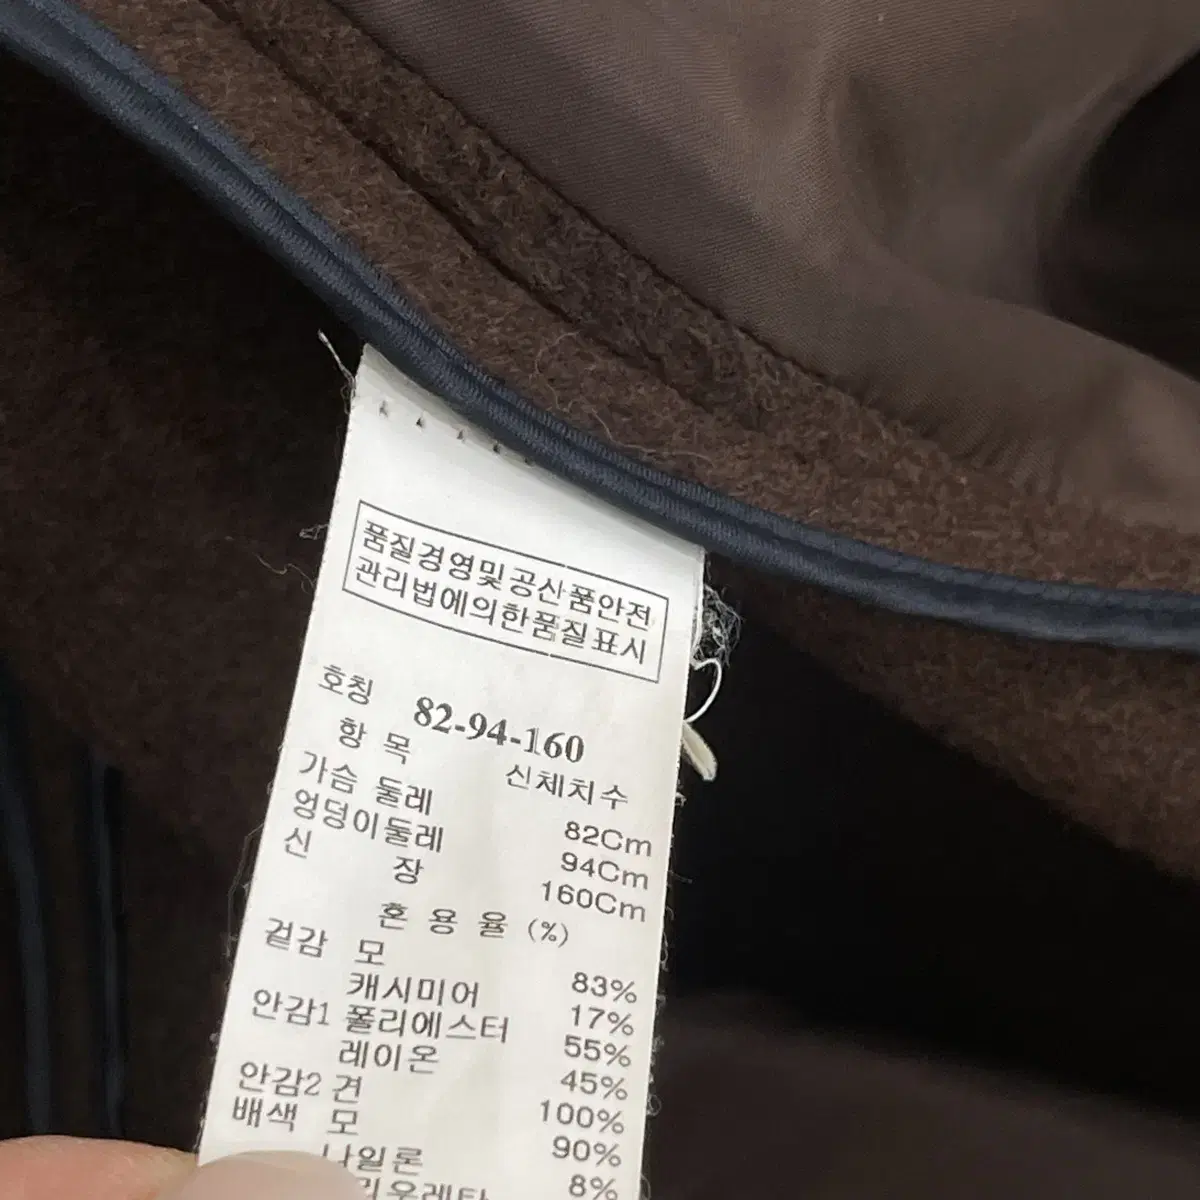 품질경영및공산품안전
관리법에의한품질표시
호칭 82-94-160
항 목 신체치수
가슴 둘레 82Cm
엉덩이둘레 94Cm
신 장 160Cm
혼 용 율 (%)
겉감 모 83%
캐시미어 17%
안감1 폴리에스터 55%
레이온 45%
안감2 견 100%
배색 모 90%
나일론 8%